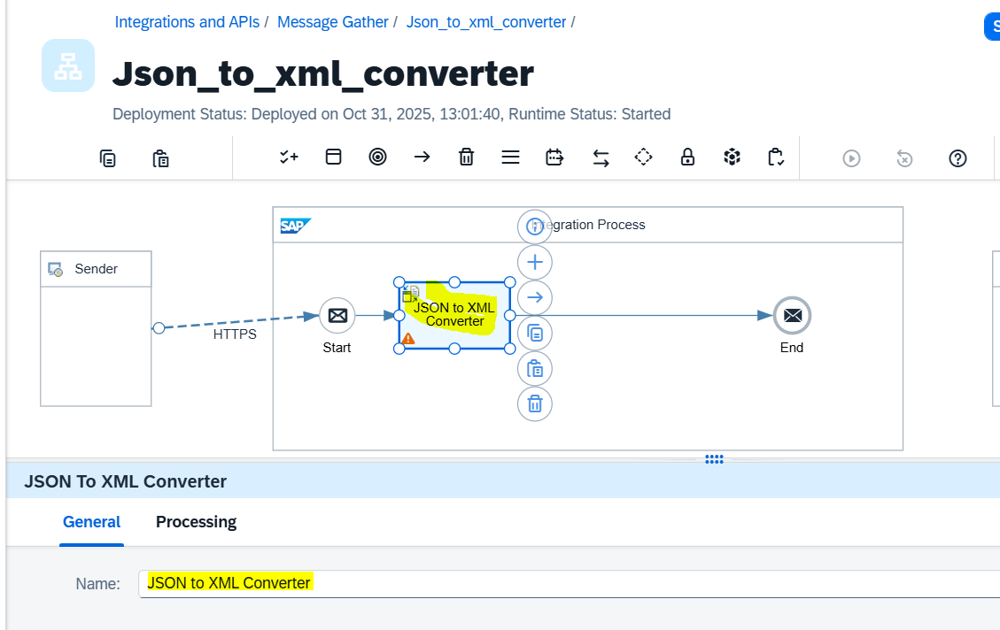 Integrations and APIs / Message Gather / Json_to_xml_converter /
Json_to_xml_converter
Deployment Status: Deployed on Oct 31, 2025, 13:01:40, Runtime Status: Started
SAP
egration Process
Sender
HTTPS
Start
JSON to XML
Converter
End
JSON To XML Converter
General Processing
Name: JSON to XML Converter